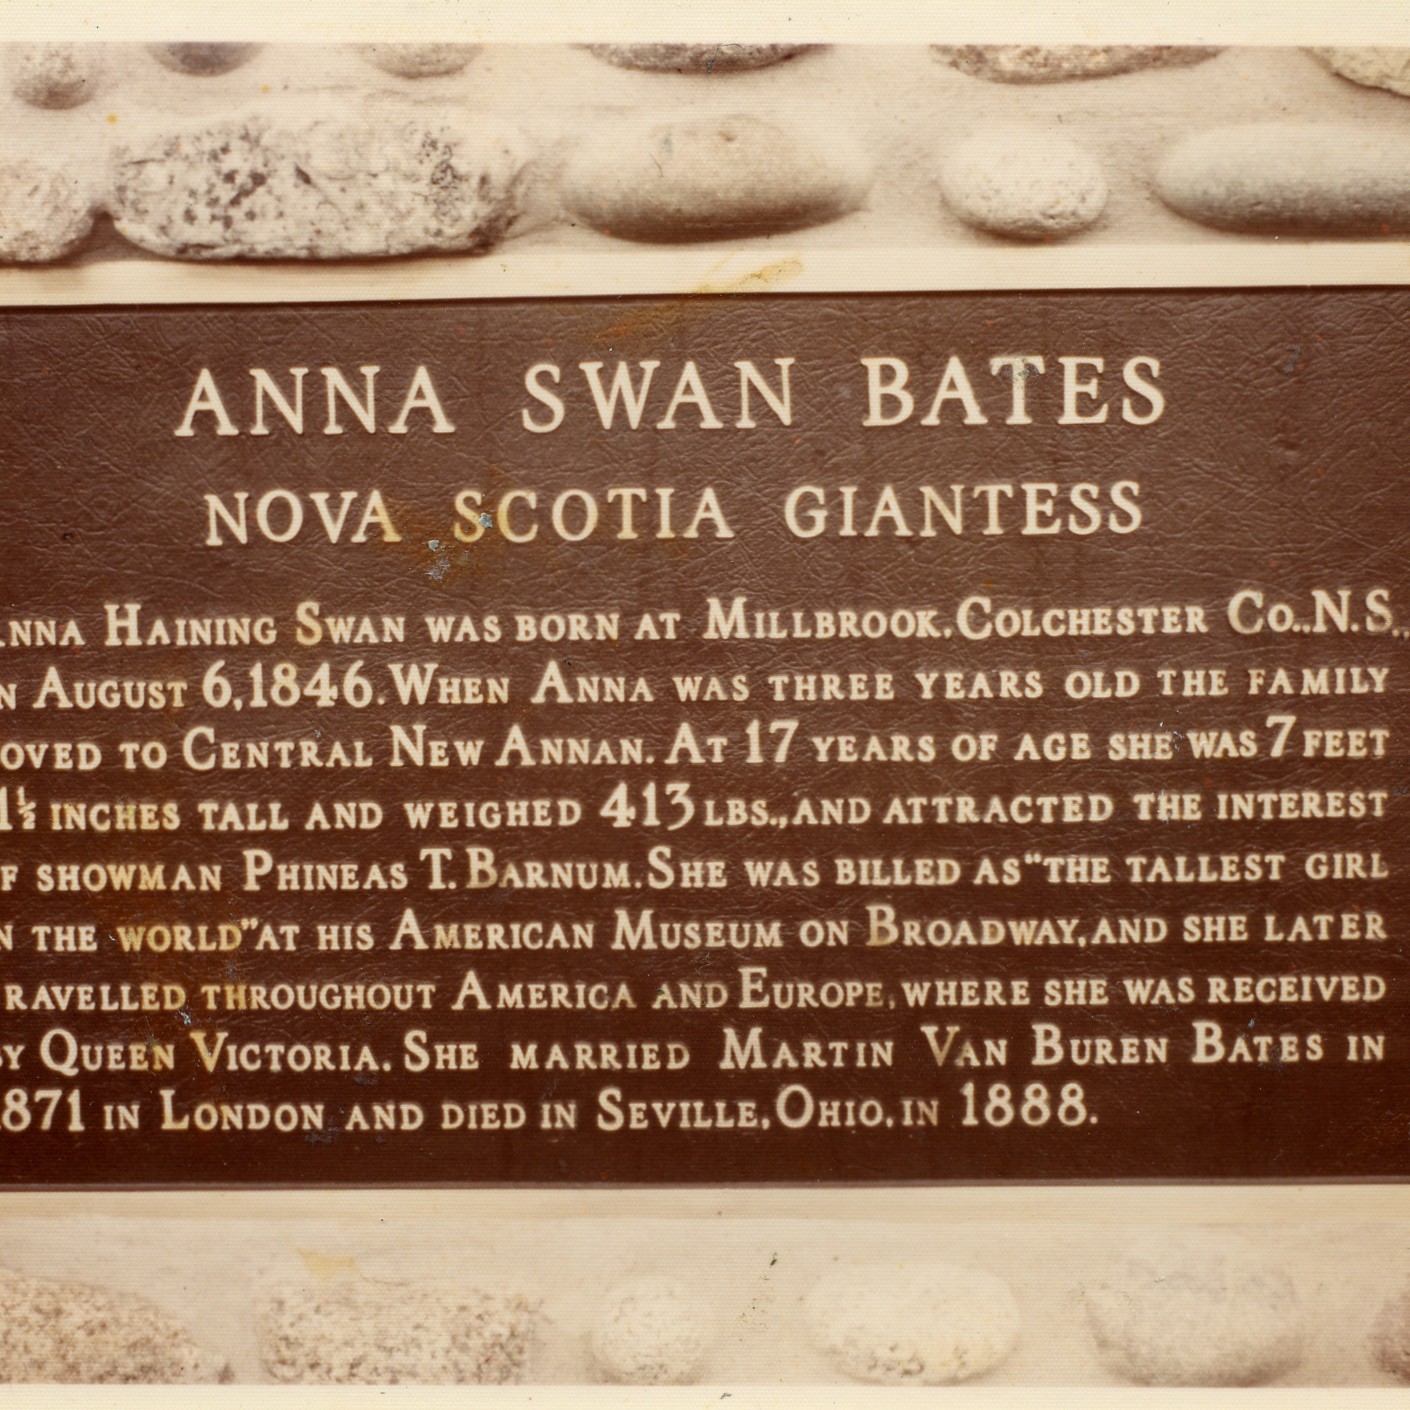 ANNA SWAN BATES
NOVA SCOTIA GIANTESS
ANNA HAINING SWAN WAS BORN AT MILLBROOK, COLCHESTER CO., N.S.,
N AUGUST 6, 1846. WHEN ANNA WAS THREE YEARS OLD THE FAMILY
OVED TO CENTRAL NEW ANNAN. AT 17 YEARS OF AGE SHE WAS 7 FEET
11½ INCHES TALL AND WEIGHED 413 LBS., AND ATTRACTED THE INTEREST
F SHOWMAN PHINEAS T. BARNUM. SHE WAS BILLED AS "THE TALLEST GIRL
N THE WORLD" AT HIS AMERICAN MUSEUM ON BROADWAY, AND SHE LATER
RAVELLED THROUGHOUT AMERICA AND EUROPE, WHERE SHE WAS RECEIVED
BY QUEEN VICTORIA. SHE MARRIED MARTIN VAN BUREN BATES IN
1871 IN LONDON AND DIED IN SEVILLE, OHIO, IN 1888.